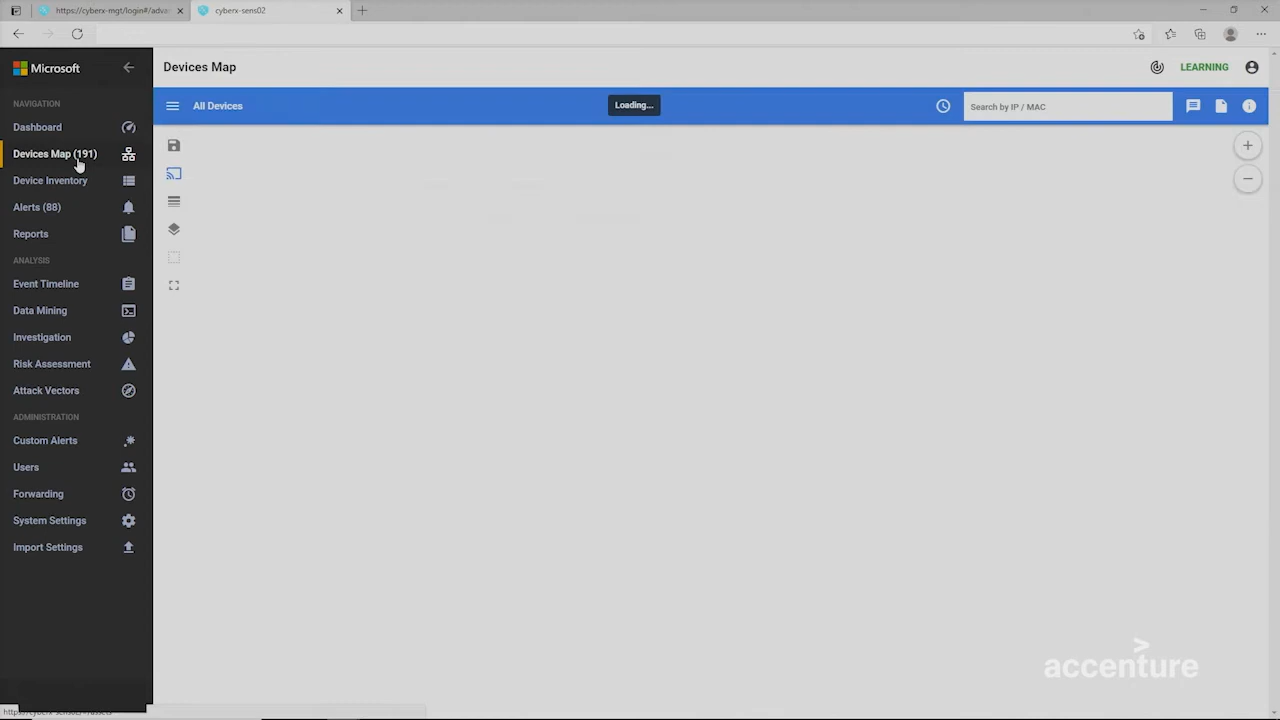 https://cyberx-mgt/login#/adva
cyberx-sens02
Microsoft
Devices Map
LEARNING
NAVIGATION
All Devices
Loading...
Search by IP / MAC
Dashboard
Devices Map (191)
Device Inventory
Alerts (88)
Reports
ANALYSIS
Event Timeline
Data Mining
Investigation
Risk Assessment
Attack Vectors
ADMINISTRATION
Custom Alerts
Users
Forwarding
System Settings
Import Settings
accenture